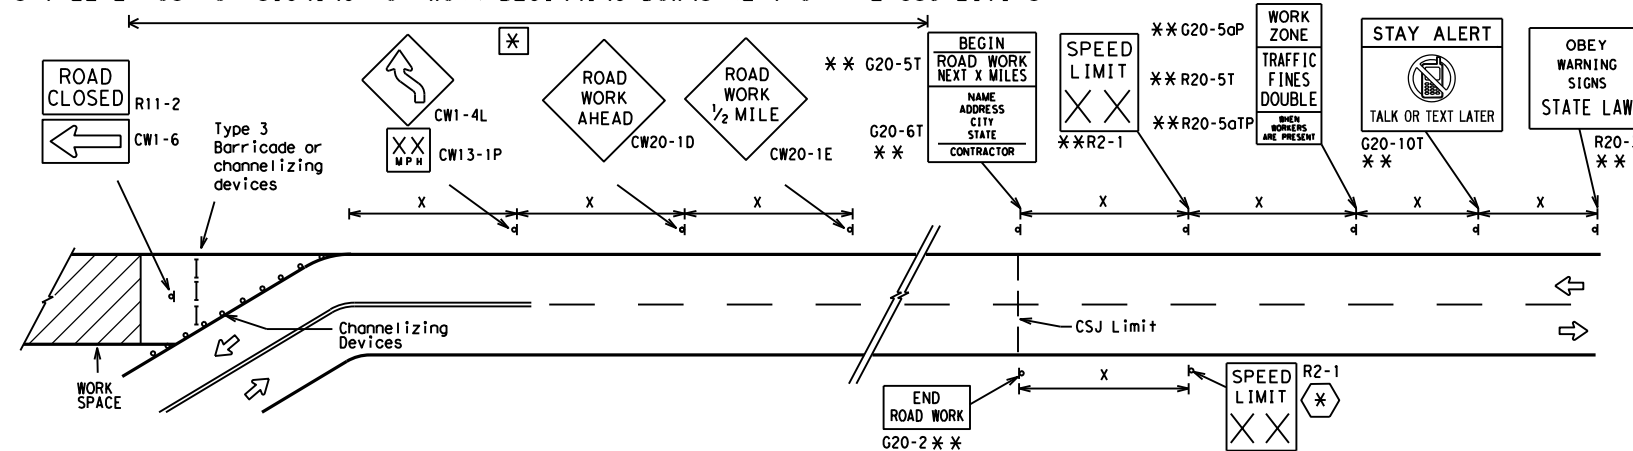 ROAD
CLOSED
R11-2
CW1-6
Type 3
Barricade or
channelizing
devices
CW1-4L
XX
MPH
CW13-1P
*
ROAD
WORK
AHEAD
CW20-1D
ROAD
WORK
1/2 MILE
CW20-1E
** G20-5T
G20-6T
**
BEGIN
ROAD WORK
NEXT X MILES
NAME
ADDRESS
CITY
STATE
CONTRACTOR
SPEED
LIMIT
XX
**R2-1
**G20-5aP
**R20-5T
**R20-5aTP
WORK
ZONE
TRAFFIC
FINES
DOUBLE
WHEN
WORKERS
ARE PRESENT
STAY ALERT
TALK OR TEXT LATER
G20-10T
**
OBEY
WARNING
SIGNS
STATE LAW
R20-
**
X X X X X X X
Channelizing
Devices
WORK
SPACE
CSJ Limit
END
ROAD WORK
G20-2 **
X
SPEED
LIMIT
XX
R2-1
*